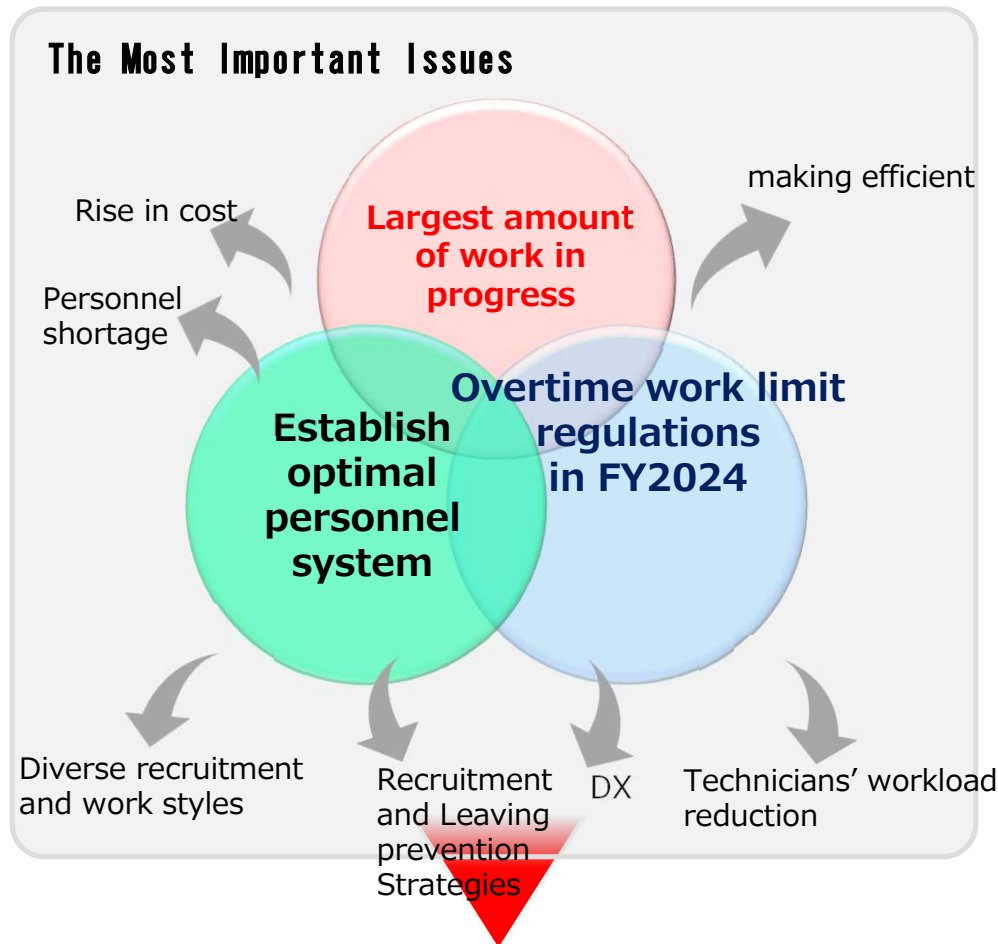 The Most Important Issues
making efficient
Rise in cost
Largest amount
of work in
progress
Personnel
shortage
Overtime work limit
regulations
in FY2024
Establish
optimal
personnel
system
Diverse recruitment
and work styles
Recruitment
and Leaving
prevention
Strategies
DX
Technicians’ workload
reduction